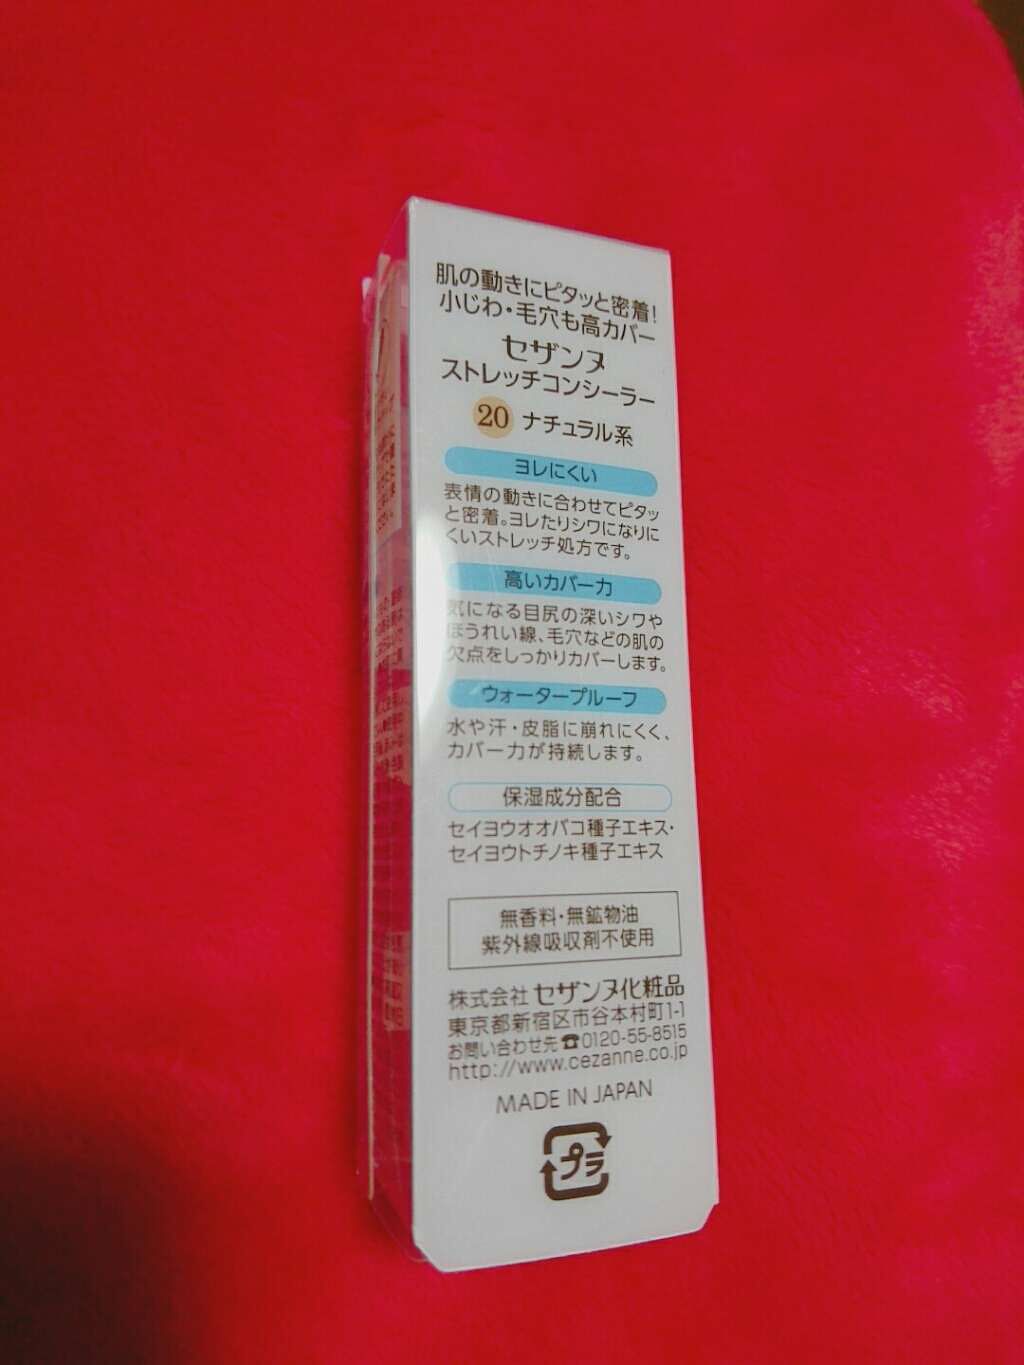 肌の動きにピタッと密着!
小じわ・毛穴も高カバー
セザンヌ
ストレッチコンシーラー
20 ナチュラル系
ヨレにくい
表情の動きに合わせてピタッ
と密着。ヨレたりシワになりに
くいストレッチ処方です。
高いカバー力
気になる目尻の深いシワや
ほうれい線、毛穴などの肌の
欠点をしっかりカバーします。
ウォータープルーフ
水や汗・皮脂に崩れにくく、
カバー力が持続します。
保湿成分配合
セイヨウオオバコ種子エキス・
セイヨウトチノキ種子エキス
無香料・無鉱物油
紫外線吸収剤不使用
株式会社 セザンヌ化粧品
東京都新宿区市谷本村町1-1
お問い合わせ先☎0120-55-8515
http://www.cezanne.co.jp
MADE IN JAPAN
プラ